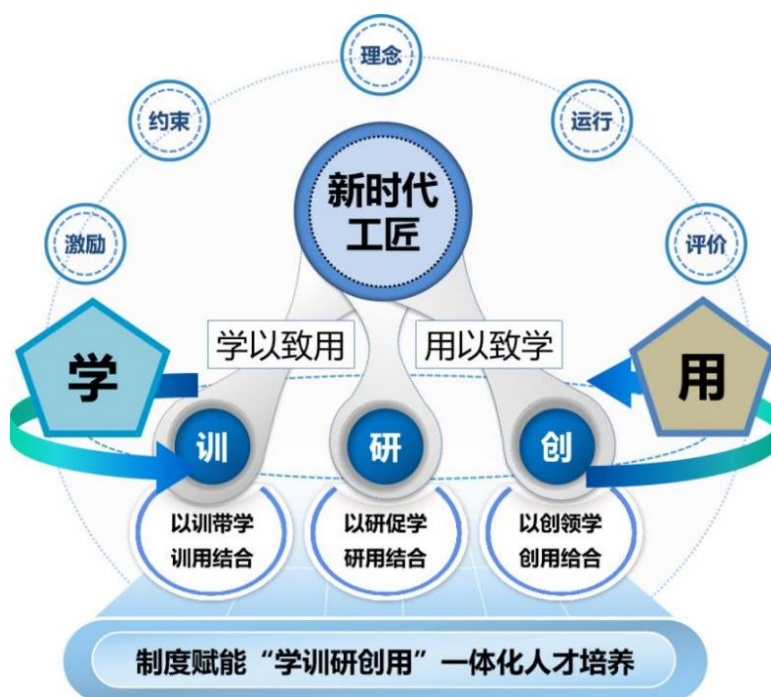 理念
约束
运行
新时代
工匠
激励
评价
学以致用
用以致学
学
用
训
研
创
以训带学
训用结合
以研促学
研用结合
以创领学
创用给合
制度赋能“学训研创用”一体化人才培养